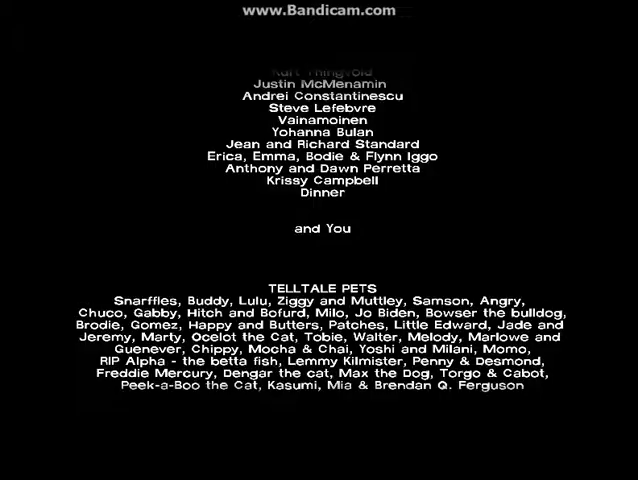 www.Bandicam.com
Kurt Thingvold
Justin McMenamin
Andrei Constantinescu
Steve Lefebvre
Vainamoinen
Yohanna Bulan
Jean and Richard Standard
Erica, Emma, Bodie & Flynn Iggo
Anthony and Dawn Perretta
Krissy Campbell
Dinner
and You
TELLTALE PETS
Snarffles, Buddy, Lulu, Ziggy and Muttley, Samson, Angry,
Chuco, Gabby, Hitch and Bofurd, Milo, Jo Biden, Bowser the bulldog,
Brodie, Gomez, Happy and Butters, Patches, Little Edward, Jade and
Jeremy, Marty, Ocelot the Cat, Tobie, Walter, Melody, Marlowe and
Guenever, Chippy, Mocha & Chai, Yoshi and Milani, Momo,
RIP Alpha - the betta fish, Lemmy Kilmister, Penny & Desmond,
Freddie Mercury, Dengar the cat, Max the Dog, Torgo & Cabot,
Peek-a-Boo the Cat, Kasumi, Mia & Brendan Q. Ferguson